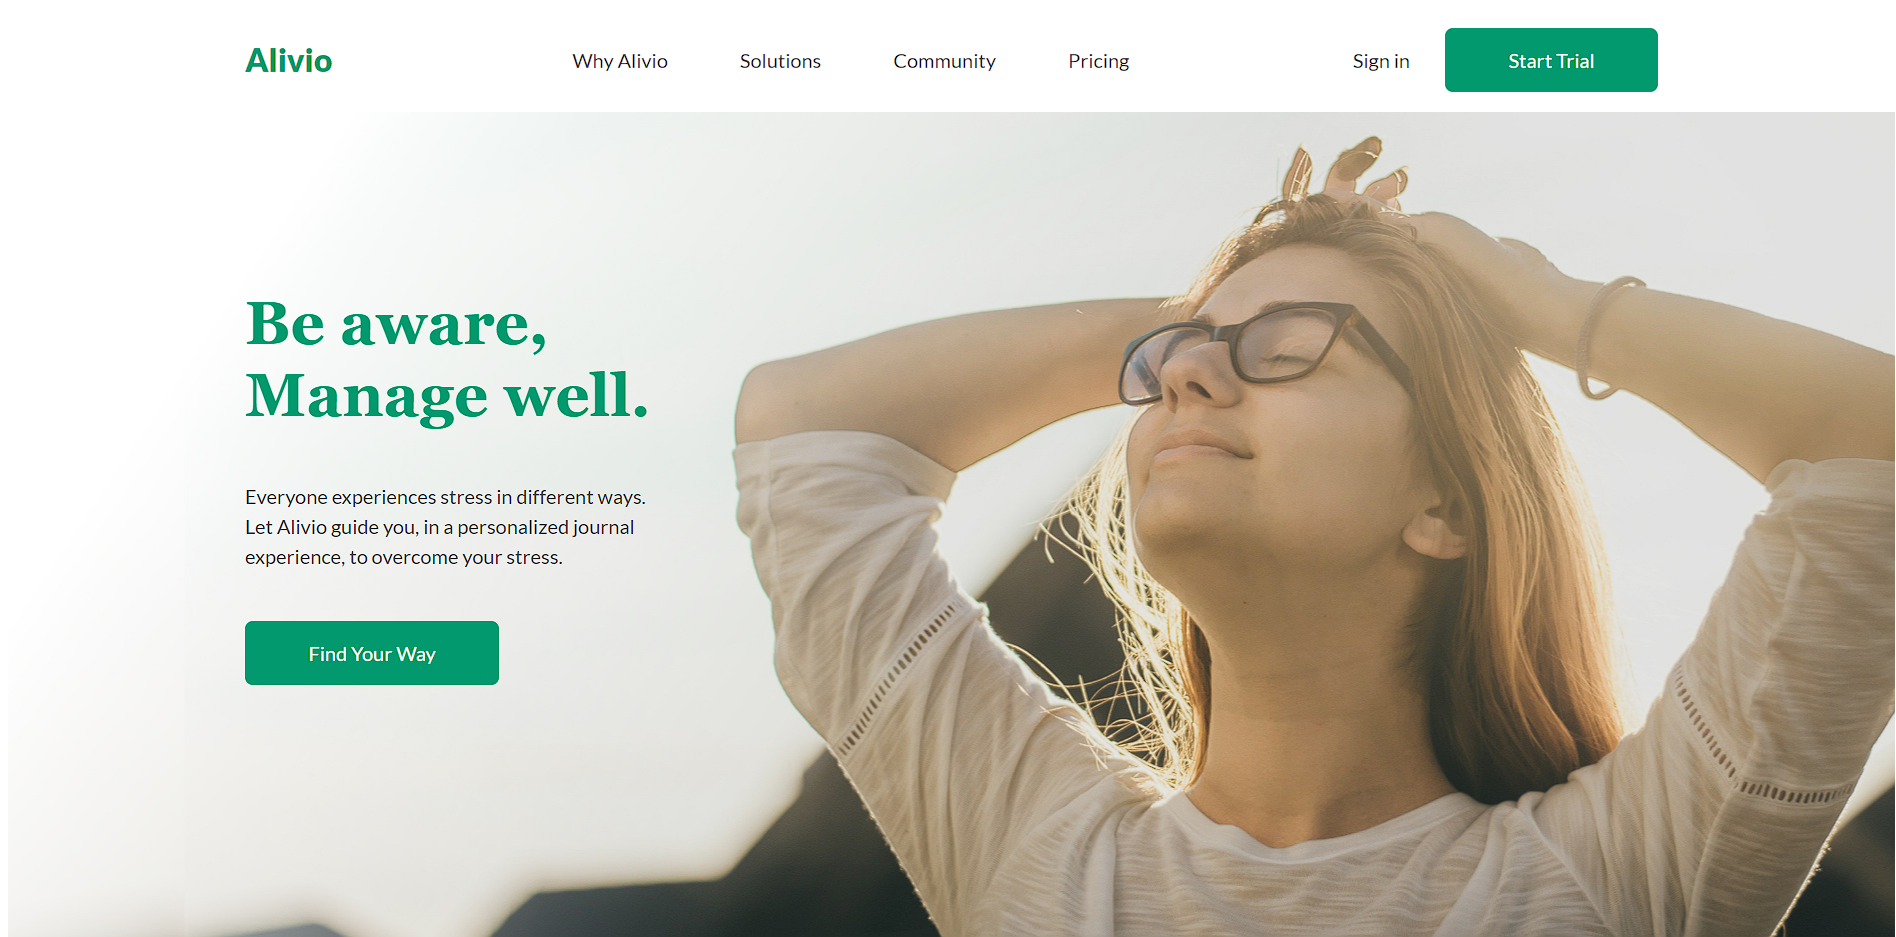 Alivio
Why Alivio
Solutions
Community
Pricing
Sign in
Start Trial
Be aware,
Manage well.
Everyone experiences stress in different ways.
Let Alivio guide you, in a personalized journal
experience, to overcome your stress.
Find Your Way